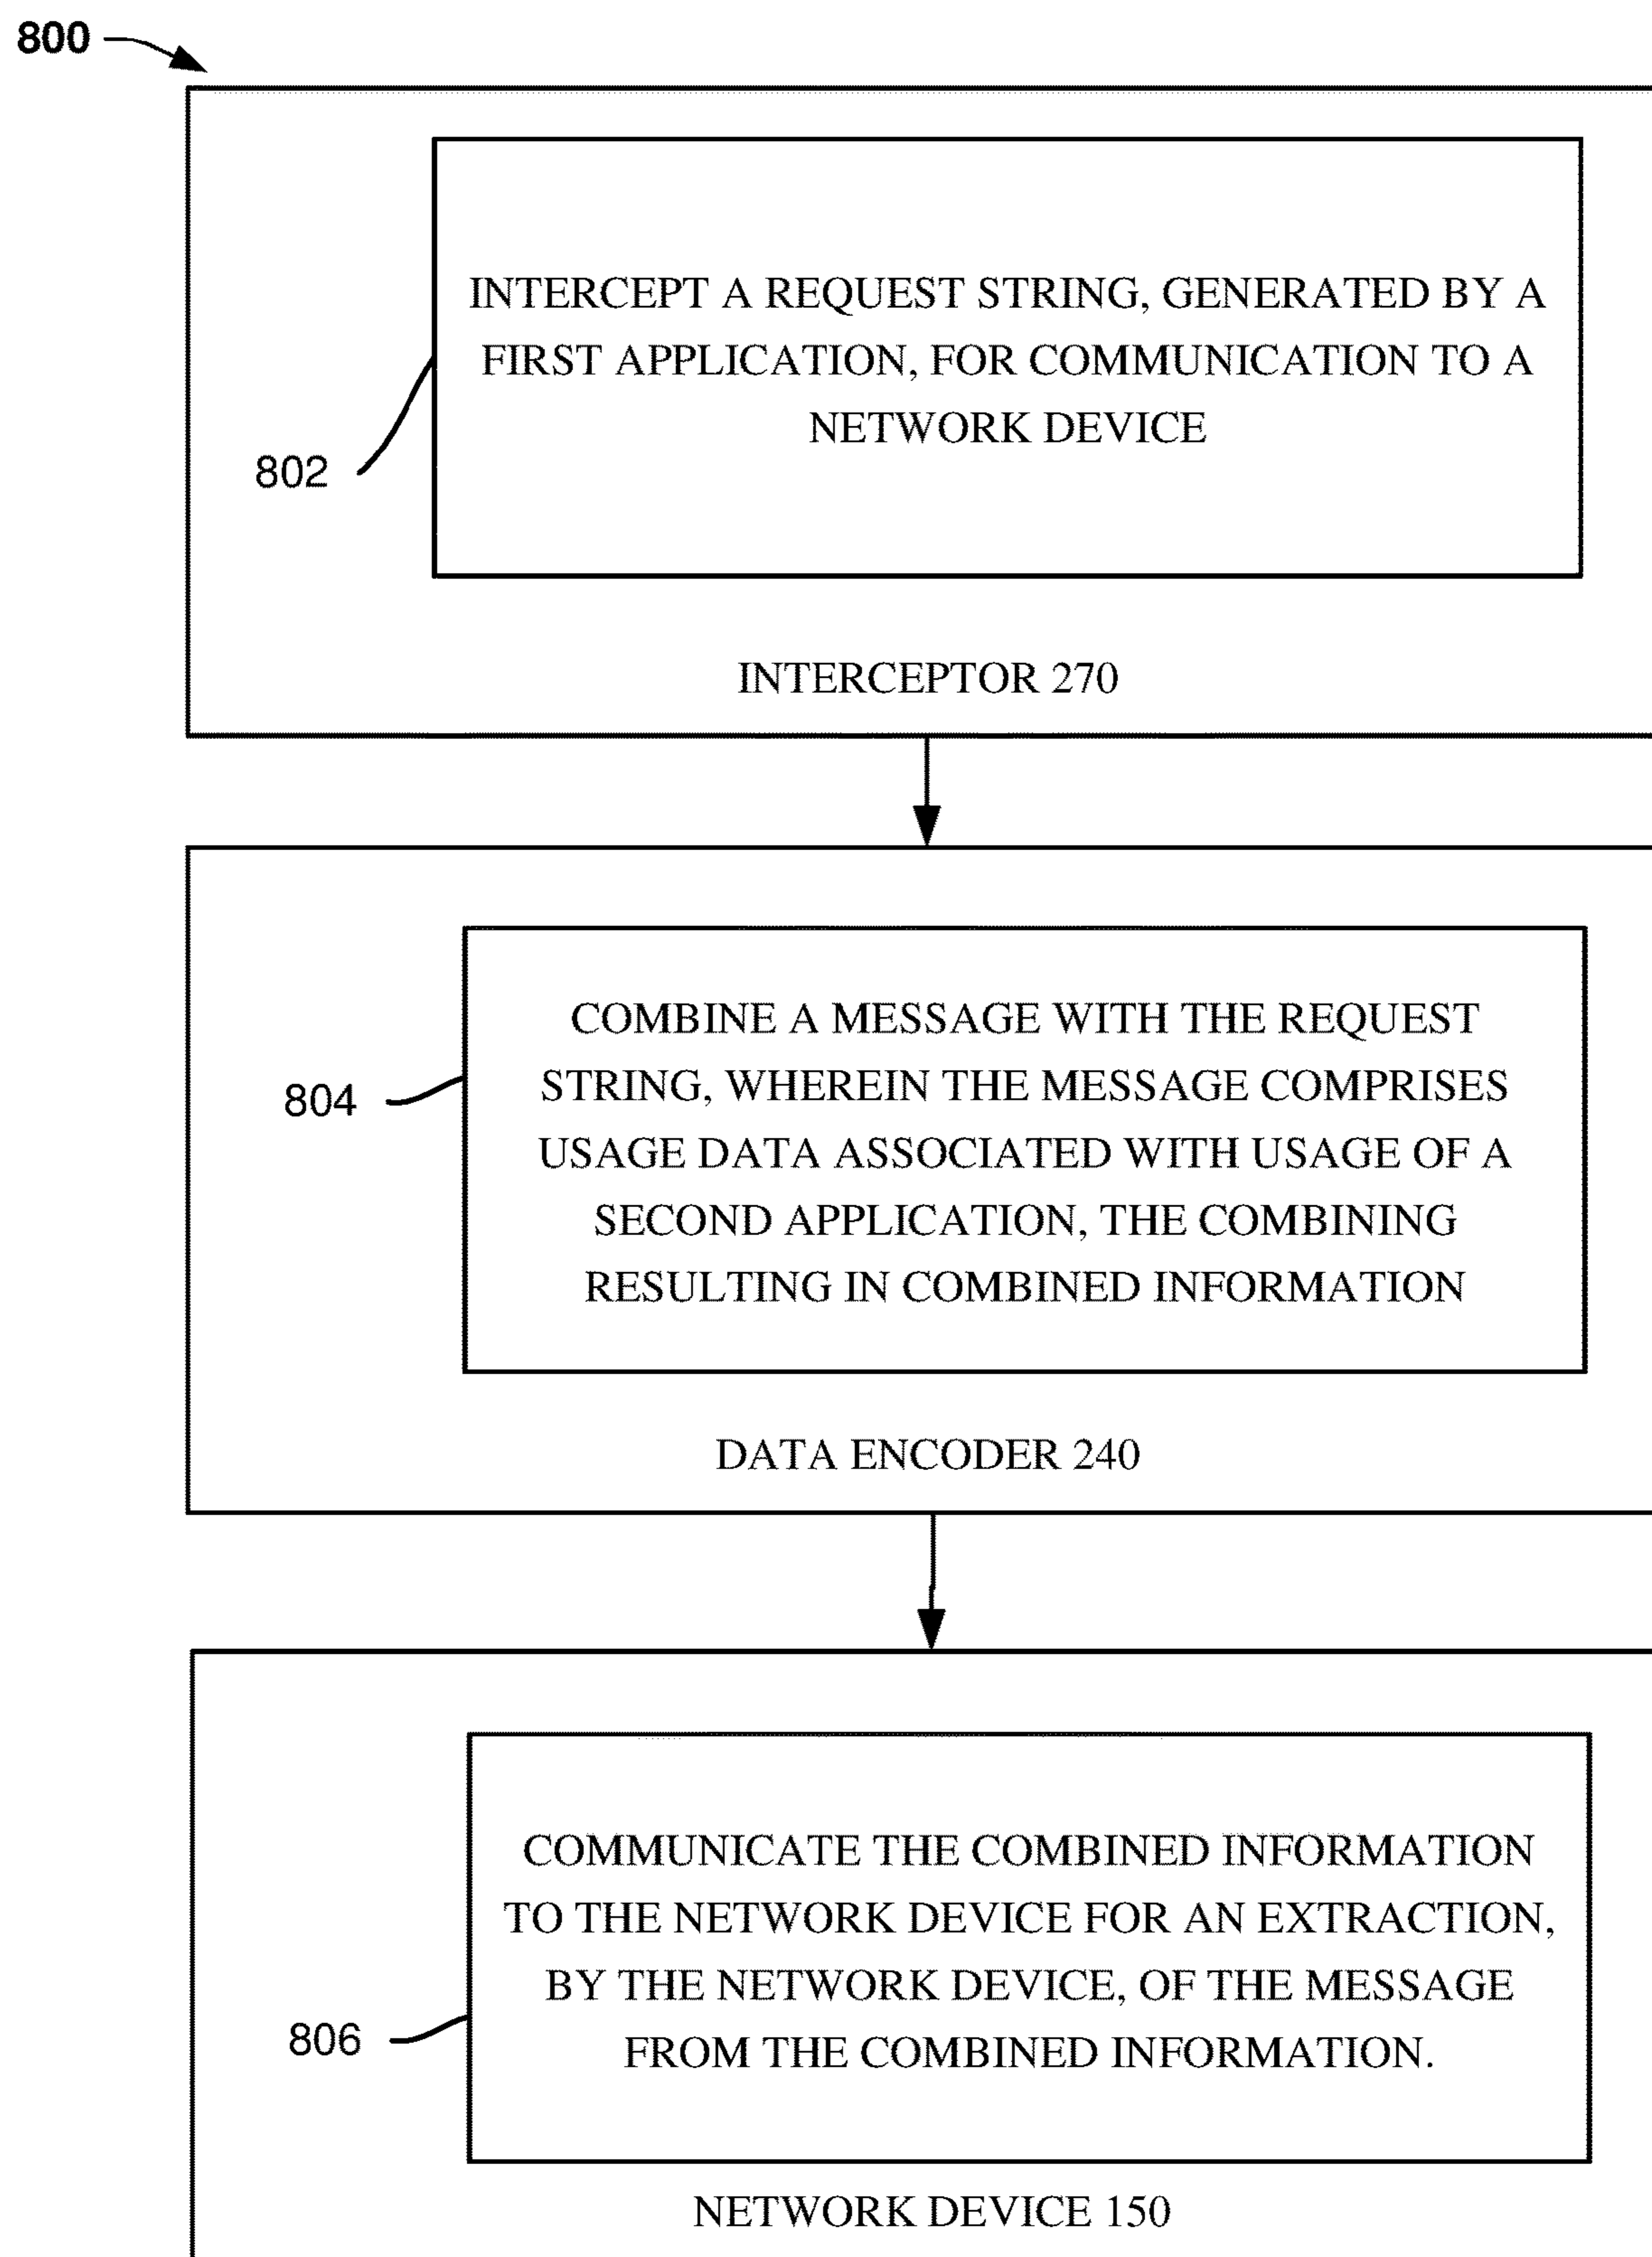 800
INTERCEPT A REQUEST STRING, GENERATED BY A
FIRST APPLICATION, FOR COMMUNICATION TO A
NETWORK DEVICE
802
INTERCEPTOR 270
COMBINE A MESSAGE WITH THE REQUEST
STRING, WHEREIN THE MESSAGE COMPRISES
USAGE DATA ASSOCIATED WITH USAGE OF A
SECOND APPLICATION, THE COMBINING
RESULTING IN COMBINED INFORMATION
804
DATA ENCODER 240
COMMUNICATE THE COMBINED INFORMATION
TO THE NETWORK DEVICE FOR AN EXTRACTION,
BY THE NETWORK DEVICE, OF THE MESSAGE
FROM THE COMBINED INFORMATION.
806
NETWORK DEVICE 150